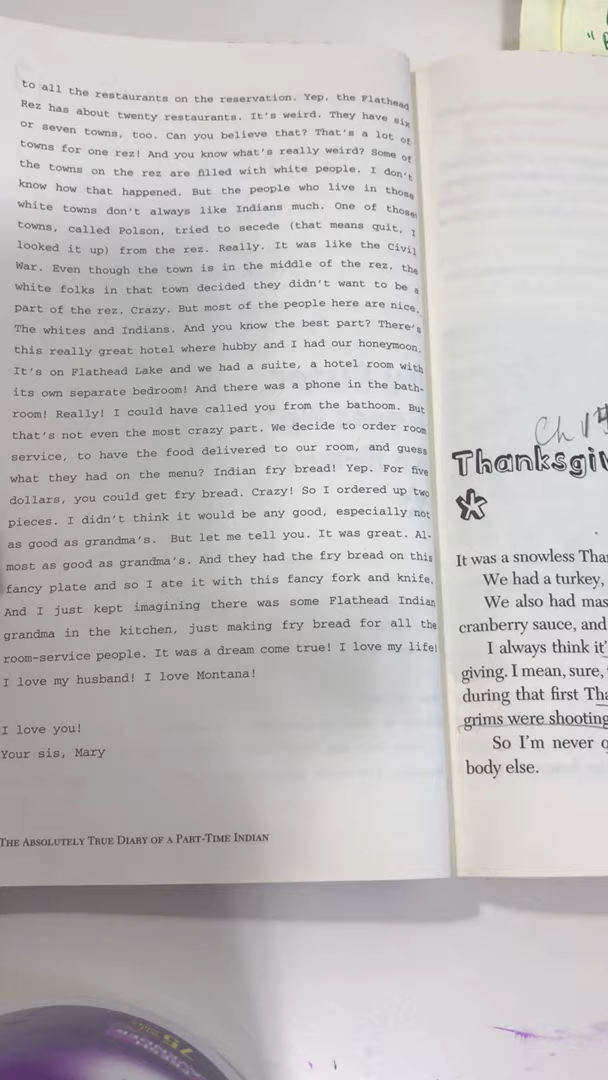 to all the restaurants on the reservation. Yep, the Flathead
Rez has about twenty restaurants. It's weird. They have six
or seven towns, too. Can you believe that? That's a lot of
towns for one rez! And you know what's really weird? Some of
the towns on the rez are filled with white people. I don't
know how that happened. But the people who live in those
white towns don't always like Indians much. One of those
towns, called Polson, tried to secede (that means quit, I
looked it up) from the rez. Really. It was like the Civil
War. Even though the town is in the middle of the rez, the
white folks in that town decided they didn't want to be a
part of the rez. Crazy. But most of the people here are nice.
The whites and Indians. And you know the best part? There's
this really great hotel where hubby and I had our honeymoon.
It's on Flathead Lake and we had a suite, a hotel room with
its own separate bedroom! And there was a phone in the bath-
room! Really! I could have called you from the bathoom. But
that's not even the most crazy part. We decide to order room
service, to have the food delivered to our room, and guess
what they had on the menu? Indian fry bread! Yep. For five
dollars, you could get fry bread. Crazy! So I ordered up two
pieces. I didn't think it would be any good, especially not
as good as grandma's. But let me tell you. It was great. Al-
most as good as grandma's. And they had the fry bread on this
fancy plate and so I ate it with this fancy fork and knife.
And I just kept imagining there was some Flathead Indian
grandma in the kitchen, just making fry bread for all the
room-service people. It was a dream come true! I love my life!
I love my husband! I love Montana!
I love you!
Your sis, Mary
THE ABSOLUTELY TRUE DIARY OF A PART-TIME INDIAN
Ch 14
Thanksgiv
It was a snowless Tha
We had a turkey,
We also had mas
cranberry sauce, and
I always think it'
giving. I mean, sure,
during that first Tha
grims were shooting
So I'm never q
body else.
75